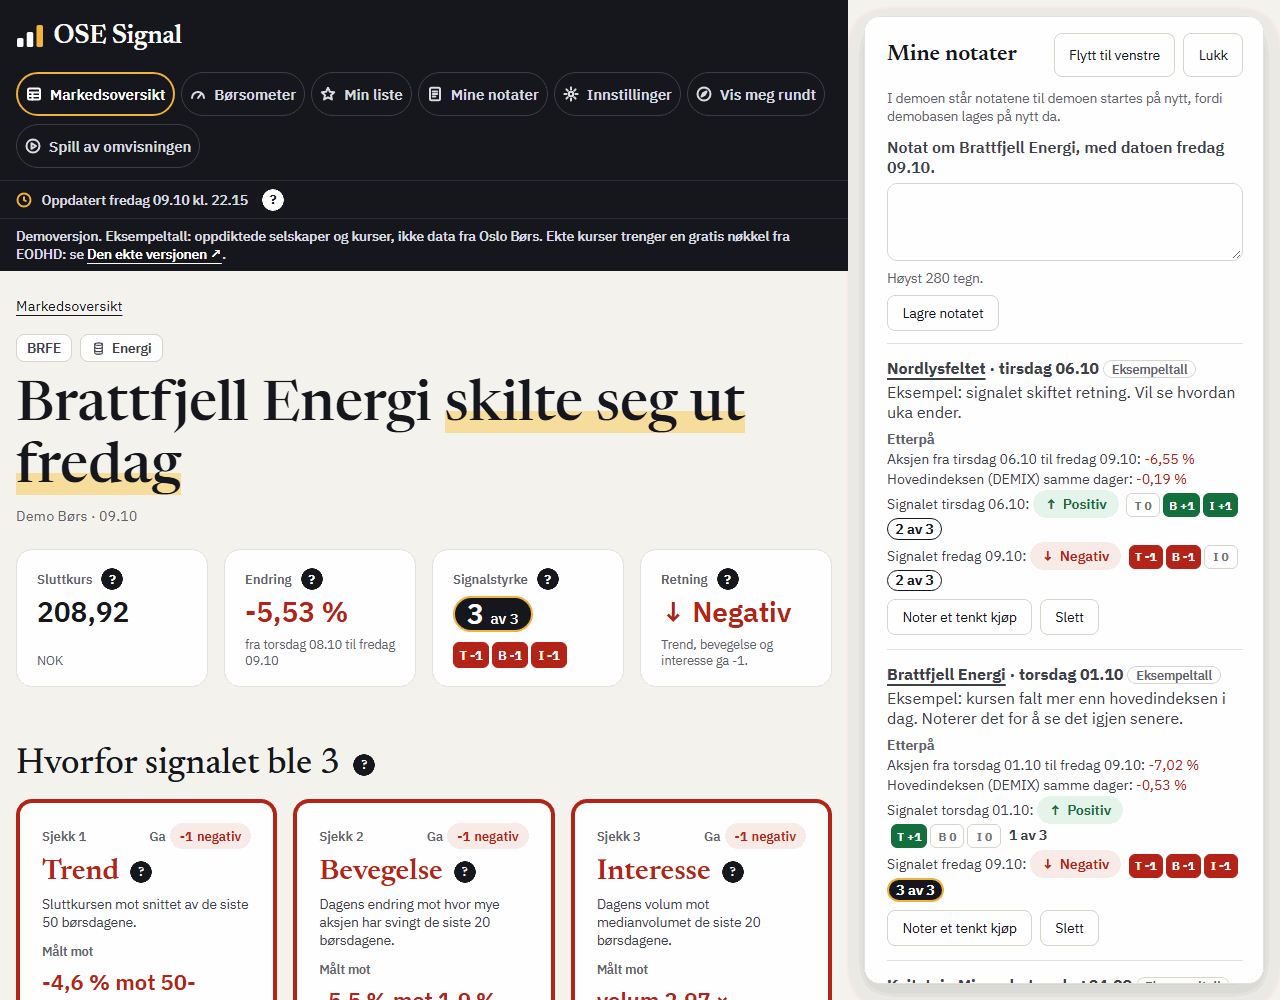 OSE Signal
Markedsoversikt
Børsometer
Min liste
Mine notater
Innstillinger
Vis meg rundt
Spill av omvisningen
Oppdatert fredag 09.10 kl. 22.15 ?
Demoversjon. Eksempeltall: oppdiktede selskaper og kurser, ikke data fra Oslo Børs. Ekte kurser trenger en gratis nøkkel fra
EODHD: se Den ekte versjonen ↗.
Markedsoversikt
BRFE
Energi
Brattfjell Energi skilte seg ut
fredag
Demo Børs · 09.10
Sluttkurs ?
208,92
NOK
Endring ?
-5,53 %
fra torsdag 08.10 til fredag
09.10
Signalstyrke ?
3 av 3
T -1 B -1 I -1
Retning ?
↓ Negativ
Trend, bevegelse og
interesse ga -1.
Hvorfor signalet ble 3 ?
Sjekk 1 Ga -1 negativ
Trend ?
Sluttkursen mot snittet av de siste
50 børsdagene.
Målt mot
-4,6 % mot 50-
Sjekk 2 Ga -1 negativ
Bevegelse ?
Dagens endring mot hvor mye
aksjen har svingt de siste 20
børsdagene.
Målt mot
-5,5 % mot 1,9 %
Sjekk 3 Ga -1 negativ
Interesse ?
Dagens volum mot
medianvolumet de siste 20
børsdagene.
Målt mot
volum 2,97 ×
Mine notater
Flytt til venstre
Lukk
I demoen står notatene til demoen startes på nytt, fordi
demobasen lages på nytt da.
Notat om Brattfjell Energi, med datoen fredag
09.10.
Høyst 280 tegn.
Lagre notatet
Nordlysfeltet · tirsdag 06.10 Eksempeltall
Eksempel: signalet skiftet retning. Vil se hvordan
uka ender.
Etterpå
Aksjen fra tirsdag 06.10 til fredag 09.10: -6,55 %
Hovedindeksen (DEMIX) samme dager: -0,19 %
Signalet tirsdag 06.10: ↑ Positiv T 0 B +1 I +1
2 av 3
Signalet fredag 09.10: ↓ Negativ T -1 B -1 I 0
2 av 3
Noter et tenkt kjøp
Slett
Brattfjell Energi · torsdag 01.10 Eksempeltall
Eksempel: kursen falt mer enn hovedindeksen i
dag. Noterer det for å se det igjen senere.
Etterpå
Aksjen fra torsdag 01.10 til fredag 09.10: -7,02 %
Hovedindeksen (DEMIX) samme dager: -0,53 %
Signalet torsdag 01.10: ↑ Positiv
T +1 B 0 I 0 1 av 3
Signalet fredag 09.10: ↓ Negativ T -1 B -1 I -1
3 av 3
Noter et tenkt kjøp
Slett